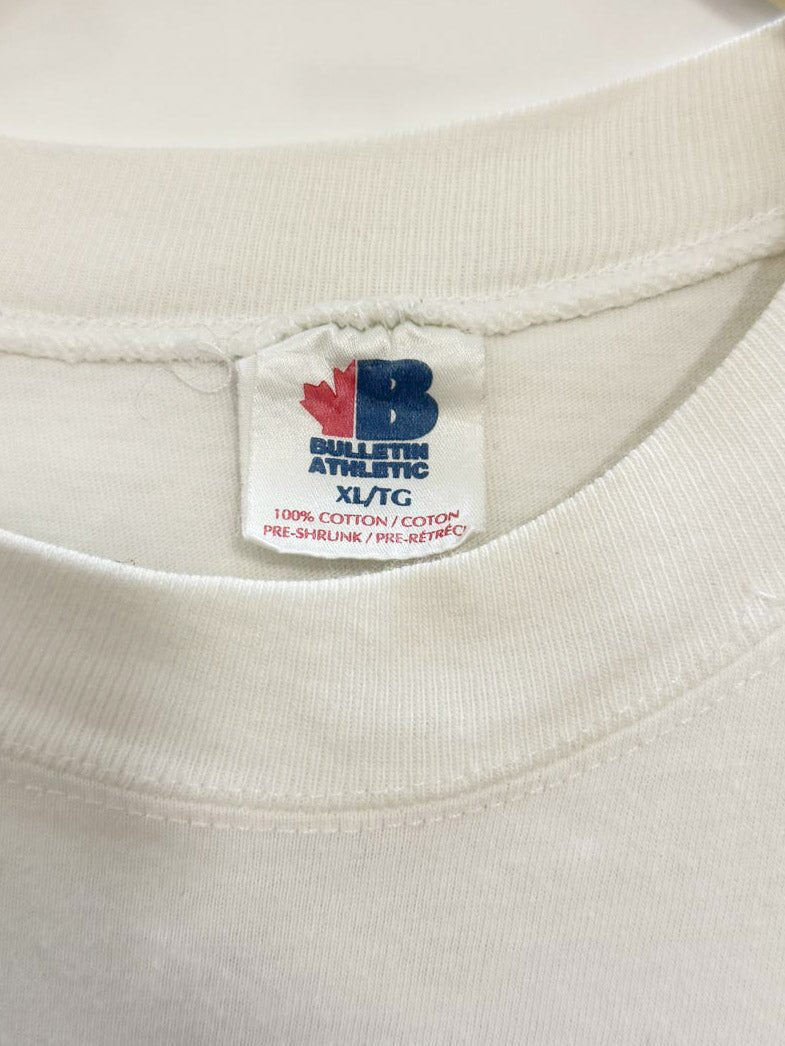 B
BULLETIN
ATHLETIC
XL/TG
100% COTTON / COTON
PRE-SHRUNK / PRE-RÉTRÉCI